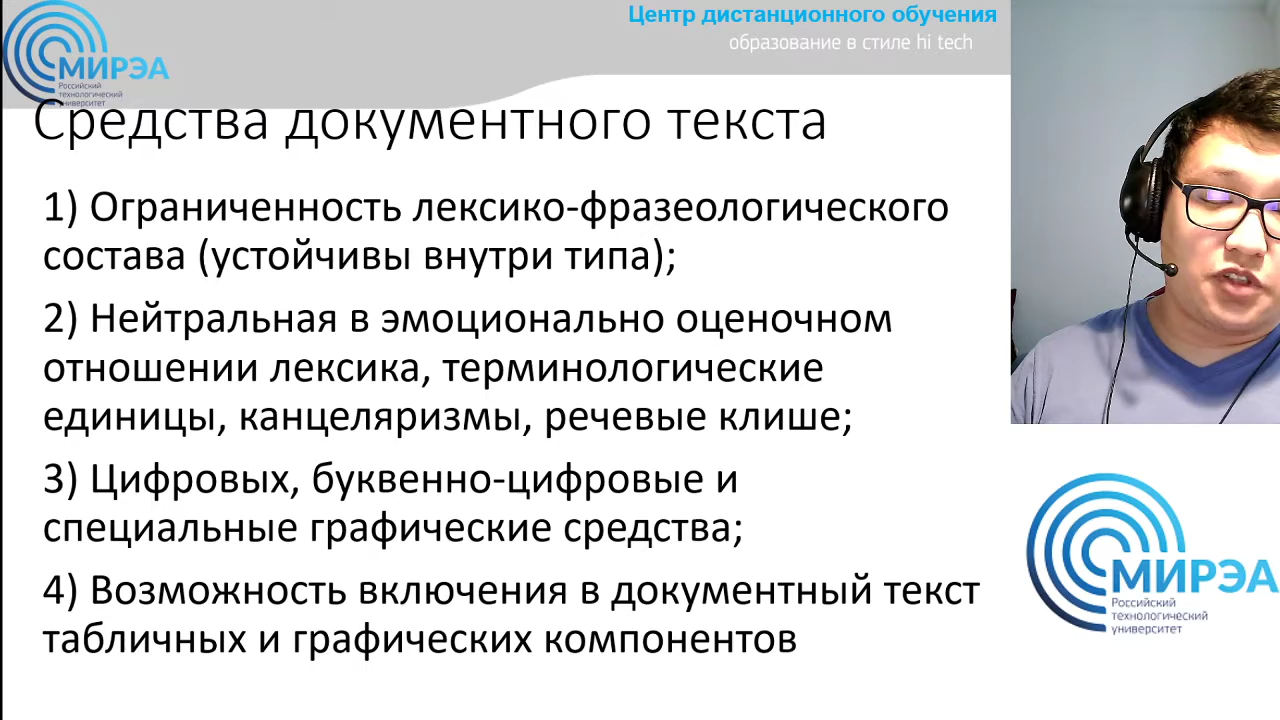 Центр дистанционного обучения
образование в стиле hi tech
МИРЭА
Российский
технологический
университет
Средства документного текста
1) Ограниченность лексико-фразеологического
состава (устойчивы внутри типа);
2) Нейтральная в эмоционально оценочном
отношении лексика, терминологические
единицы, канцеляризмы, речевые клише;
3) Цифровых, буквенно-цифровые и
специальные графические средства;
4) Возможность включения в документный текст
табличных и графических компонентов
МИРЭА
Российский
технологический
университет